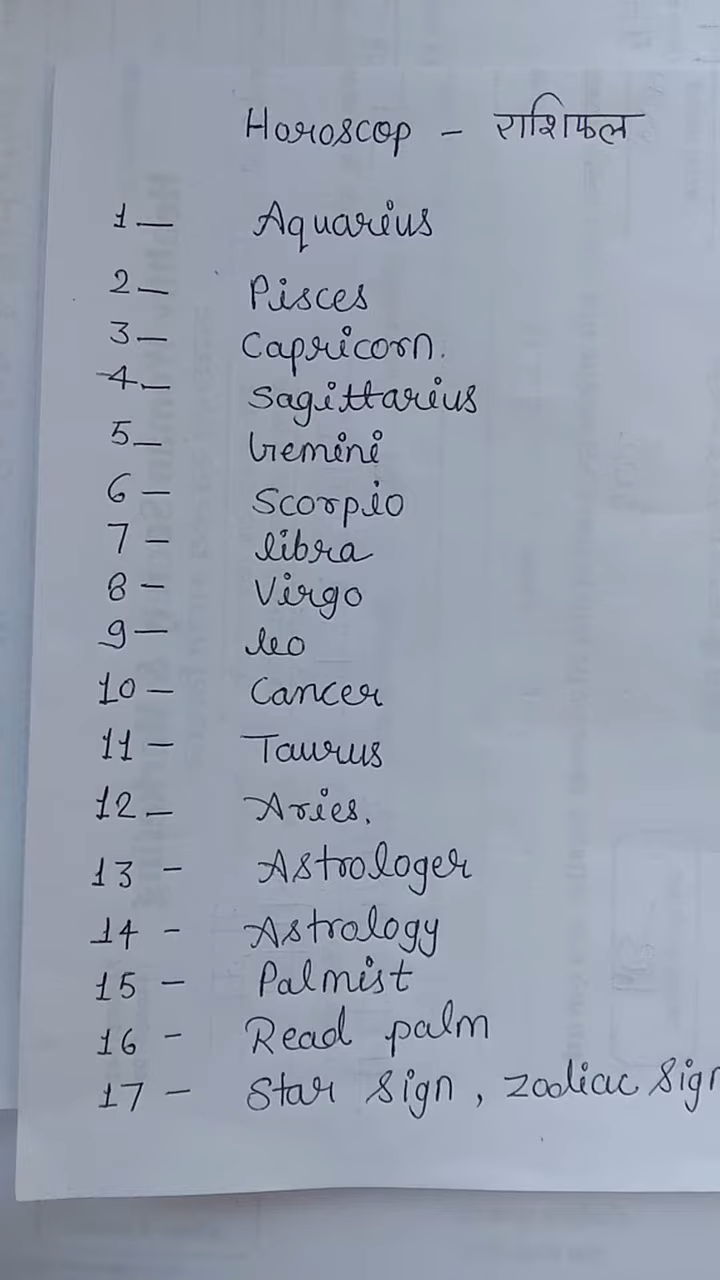 Horoscop - राशिफल
1 - Aquarius
2 - Pisces
3 - Capricorn.
4 - Sagittarius
5 - Gemini
6 - Scorpio
7 - libra
8 - Virgo
9 - leo
10 - Cancer
11 - Taurus
12 - Aries.
13 - Astrologer
14 - Astrology
15 - Palmist
16 - Read palm
17 - Star sign, zodiac sign